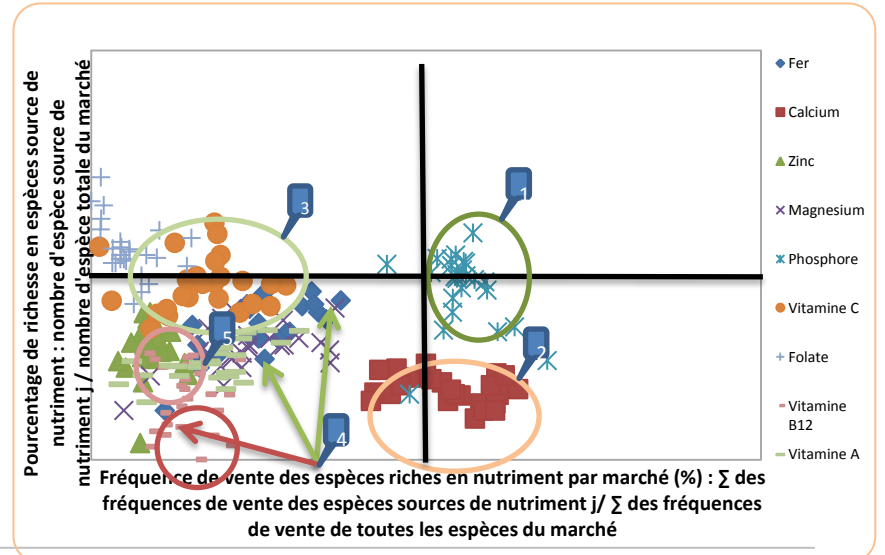 Pourcentage de richesse en espèces source de
nutriment : nombre d'espèce source de
nutriment j / nombre d'espèce totale du marché
1
3
2
5
4
Fer
Calcium
Zinc
Magnesium
Phosphore
Vitamine C
Folate
Vitamine
B12
Vitamine A
Fréquence de vente des espèces riches en nutriment par marché (%) : ∑ des
fréquences de vente des espèces sources de nutriment j/ ∑ des fréquences
de vente de toutes les espèces du marché